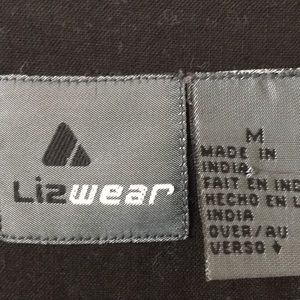 Lizwear
M
MADE IN
INDIA
FAIT EN IND
HECHO EN L
INDIA
OVER/AU
VERSO